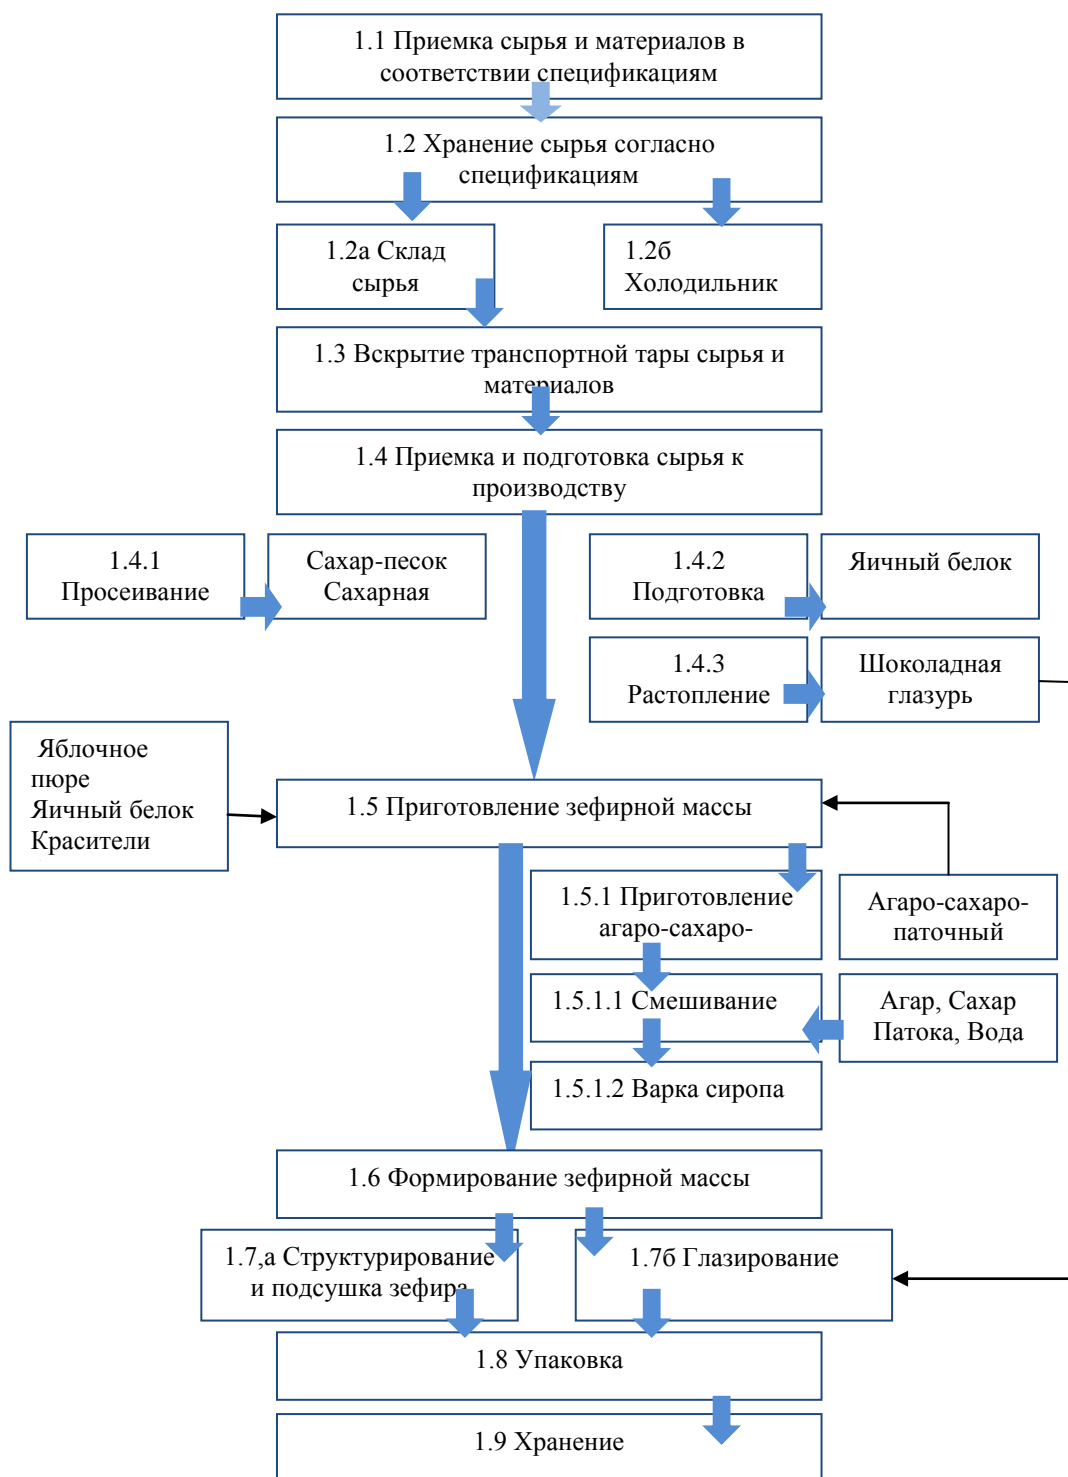 1.1 Приемка сырья и материалов в
соответствии спецификациям
1.2 Хранение сырья согласно
спецификациям
1.2а Склад
сырья
1.2б
Холодильник
1.3 Вскрытие транспортной тары сырья и
материалов
1.4 Приемка и подготовка сырья к
производству
1.4.1
Просеивание
Сахар-песок
Сахарная
1.4.2
Подготовка
Яичный белок
1.4.3
Растопление
Шоколадная
глазурь
Яблочное
пюре
Яичный белок
Красители
1.5 Приготовление зефирной массы
1.5.1 Приготовление
агаро-сахаро-
Агаро-сахаро-
паточный
1.5.1.1 Смешивание
Агар, Сахар
Патока, Вода
1.5.1.2 Варка сиропа
1.6 Формирование зефирной массы
1.7,а Структурирование
и подсушка зефира
1.7б Глазирование
1.8 Упаковка
1.9 Хранение